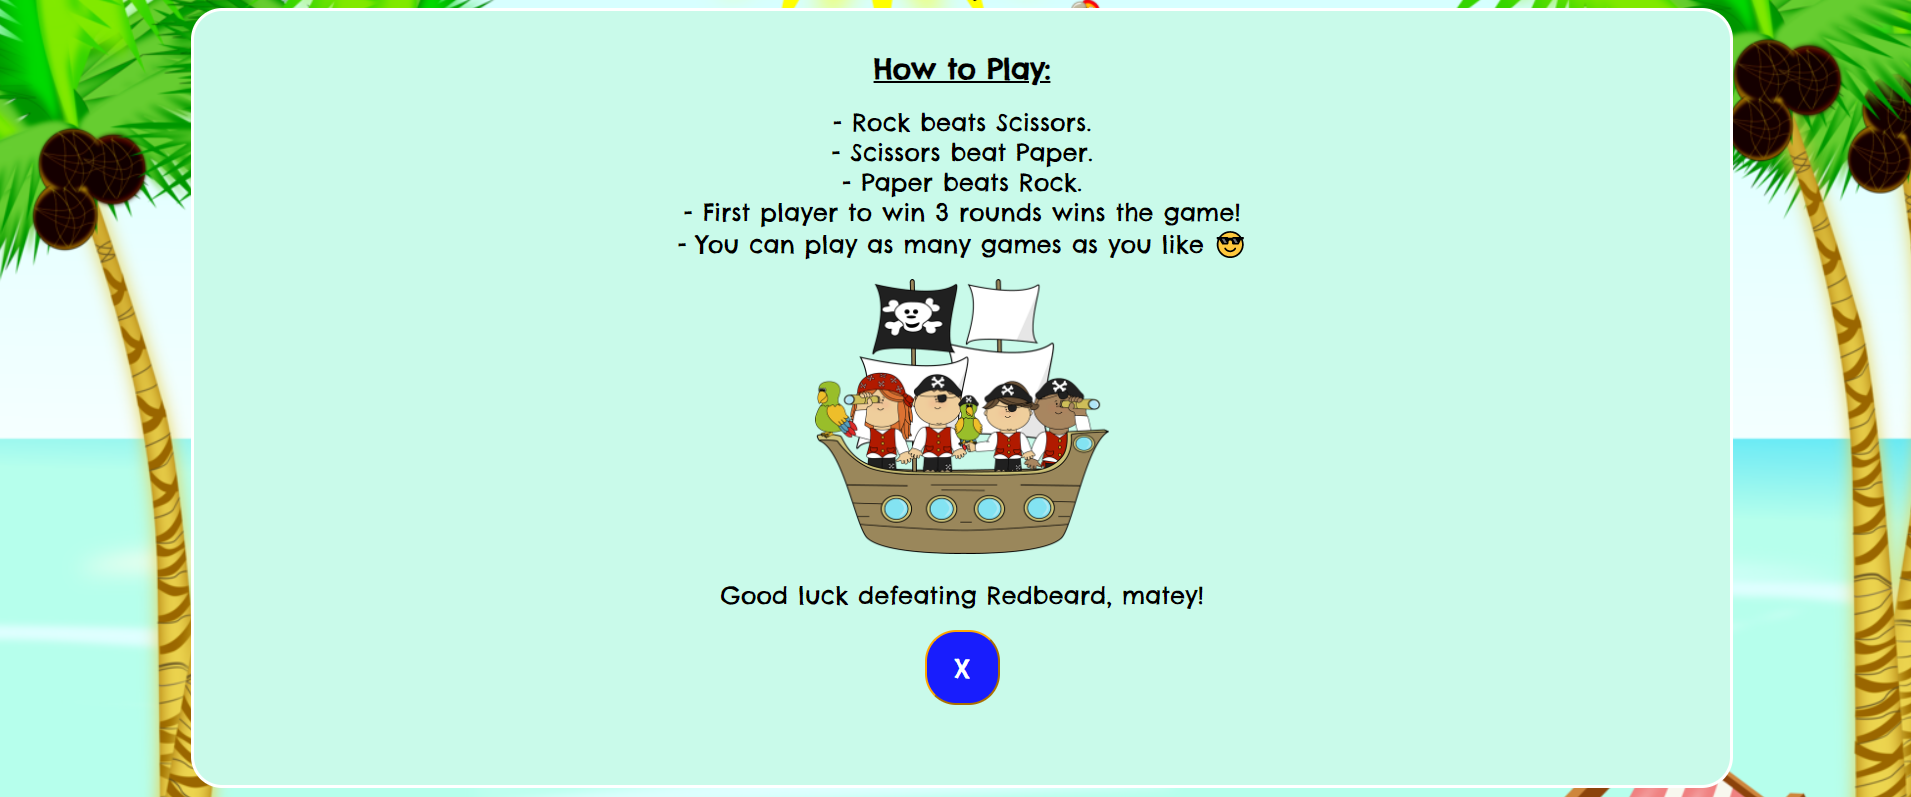 How to Play:
- Rock beats Scissors.
- Scissors beat Paper.
- Paper beats Rock.
- First player to win 3 rounds wins the game!
- You can play as many games as you like 😎
Good luck defeating Redbeard, matey!
X